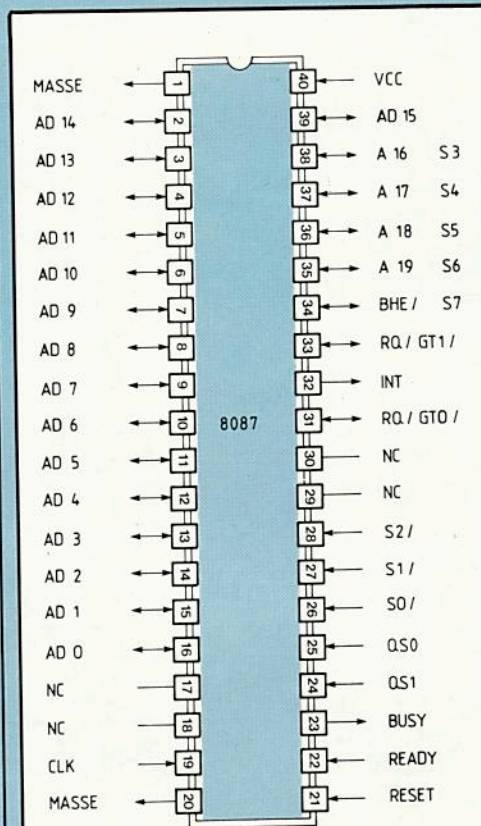 MASSE 1 40 VCC
AD 14 2 39 AD 15
AD 13 3 38 A 16 S3
AD 12 4 37 A 17 S4
AD 11 5 36 A 18 S5
AD 10 6 35 A 19 S6
AD 9 7 34 BHE / S7
AD 8 8 33 RQ / GT1 /
AD 7 9 32 INT
AD 6 10 31 RQ / GT0 /
8087
AD 5 11 30 NC
AD 4 12 29 NC
AD 3 13 28 S2 /
AD 2 14 27 S1 /
AD 1 15 26 S0 /
AD 0 16 25 QS0
NC 17 24 QS1
NC 18 23 BUSY
CLK 19 22 READY
MASSE 20 21 RESET